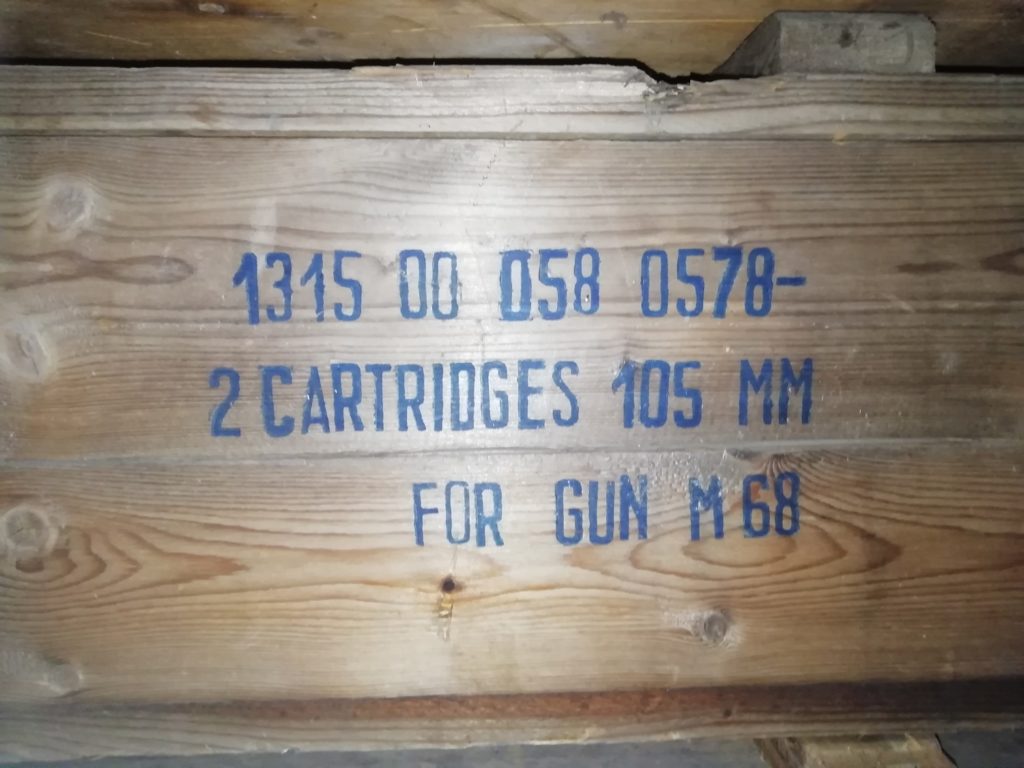 1315 00 058 0578-
2 CARTRIDGES 105 MM
FOR GUN M 68